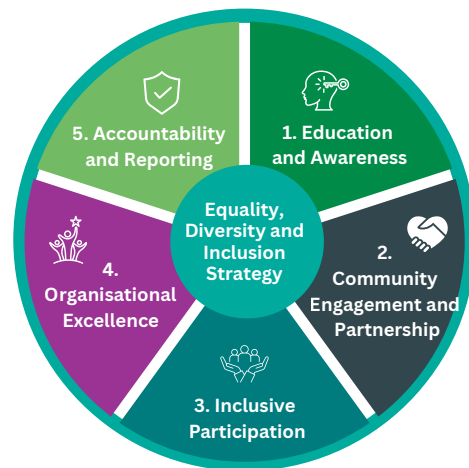 Equality,
Diversity and
Inclusion
Strategy
1. Education
and Awareness
2.
Community
Engagement and
Partnership
3. Inclusive
Participation
4.
Organisational
Excellence
5. Accountability
and Reporting